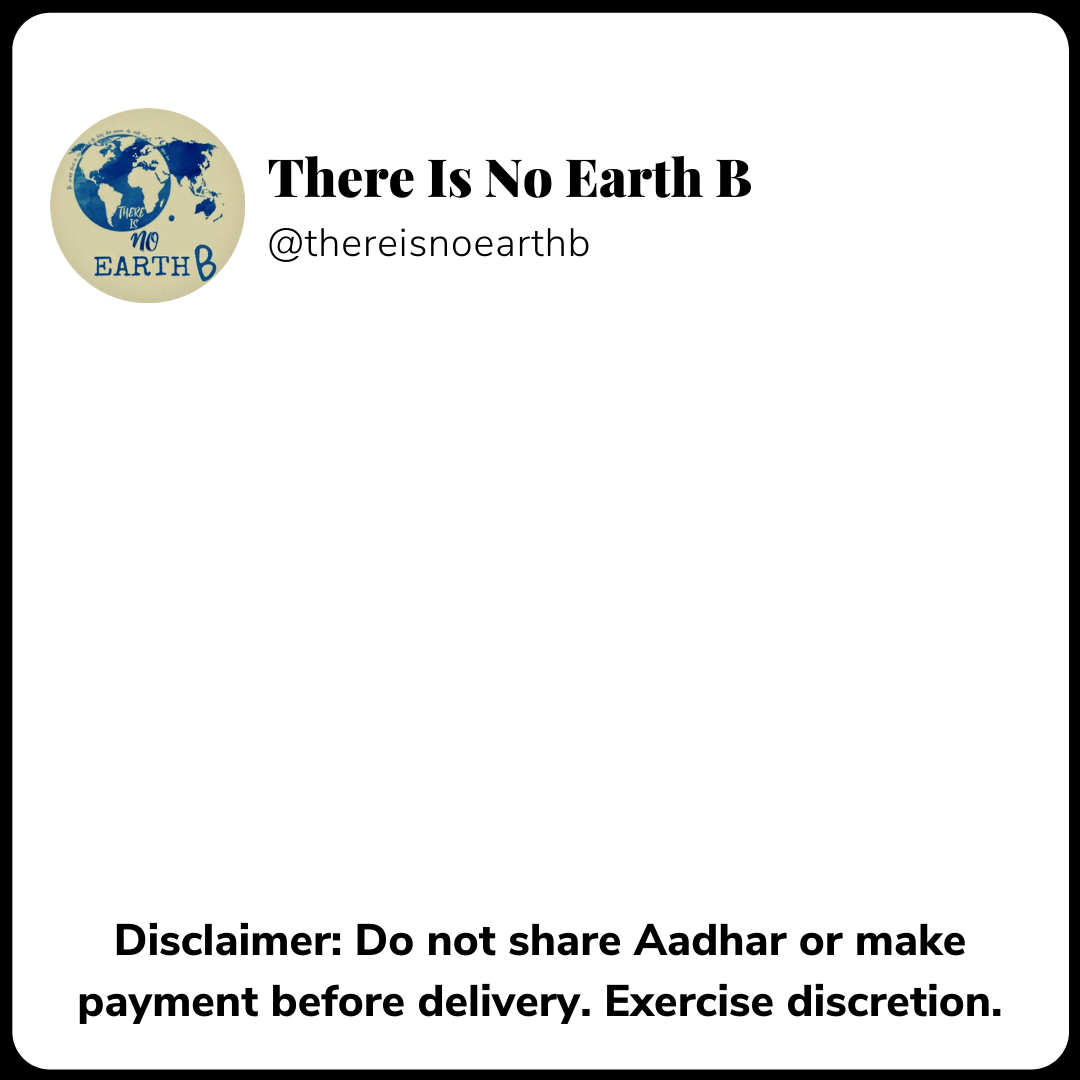 There Is No Earth B
@thereisnoearthb
THERE
IS
NO
EARTH B
Disclaimer: Do not share Aadhar or make
payment before delivery. Exercise discretion.